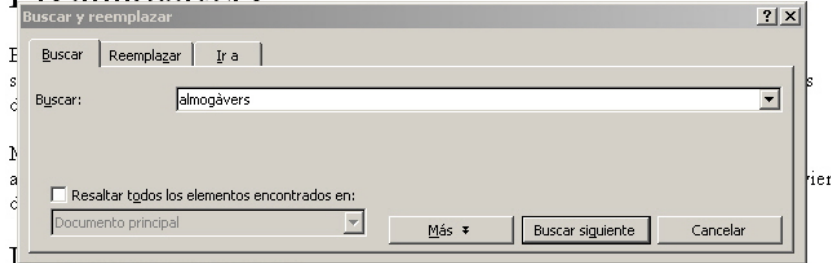 Buscar y reemplazar
Buscar Reemplazar Ir a
Buscar: almogàvers
Resaltar todos los elementos encontrados en:
Documento principal
Más Buscar siguiente Cancelar